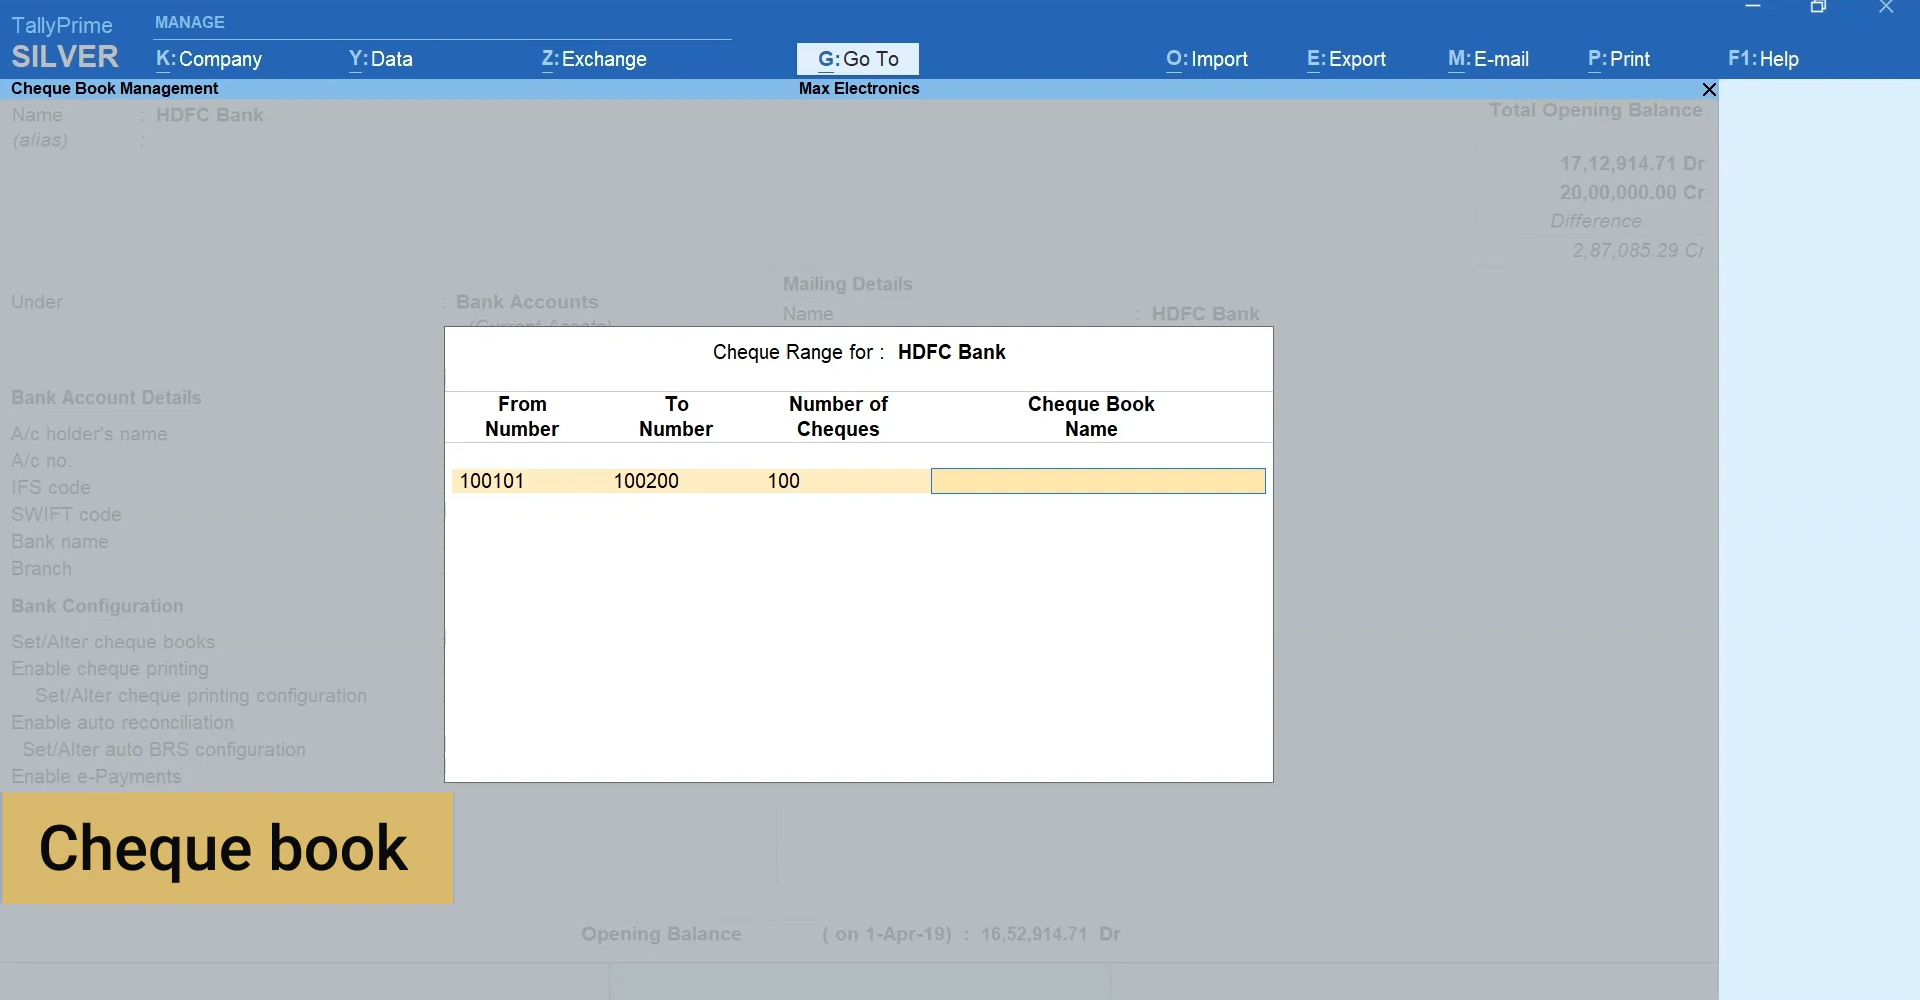 TallyPrime
SILVER
MANAGE
K:Company Y:Data Z:Exchange G:Go To O:Import E:Export M:E-mail P:Print F1:Help
Cheque Book Management Max Electronics
Name : HDFC Bank
(alias) :
Total Opening Balance
17,12,914.71 Dr
20,00,000.00 Cr
Difference
2,87,085.29 Cr
Mailing Details
Under : Bank Accounts
(Current Assets)
Name : HDFC Bank
Cheque Range for : HDFC Bank
From Number To Number Number of Cheques Cheque Book Name
100101 100200 100
Bank Account Details
A/c holder's name
A/c no.
IFS code
SWIFT code
Bank name
Branch
Bank Configuration
Set/Alter cheque books
Enable cheque printing
Set/Alter cheque printing configuration
Enable auto reconciliation
Set/Alter auto BRS configuration
Enable e-Payments
Cheque book
Opening Balance ( on 1-Apr-19) : 16,52,914.71 Dr